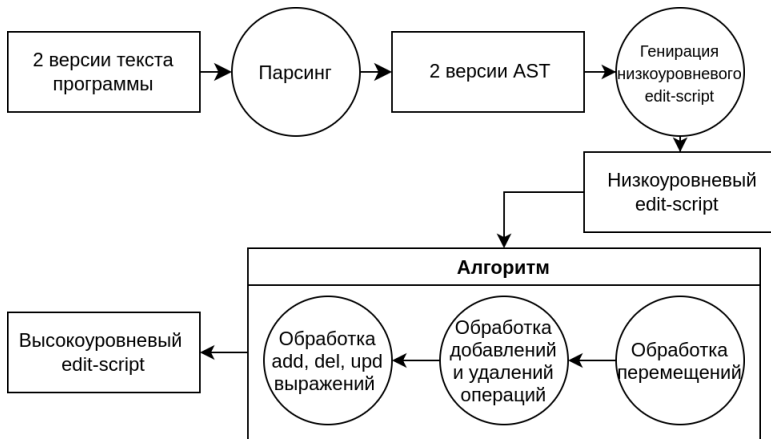 2 версии текста
программы
Парсинг
2 версии AST
Генирация
низкоуровневого
edit-script
Низкоуровневый
edit-script
Алгоритм
Обработка
перемещений
Обработка
добавлений
и удалений
операций
Обработка
add, del, upd
выражений
Высокоуровневый
edit-script